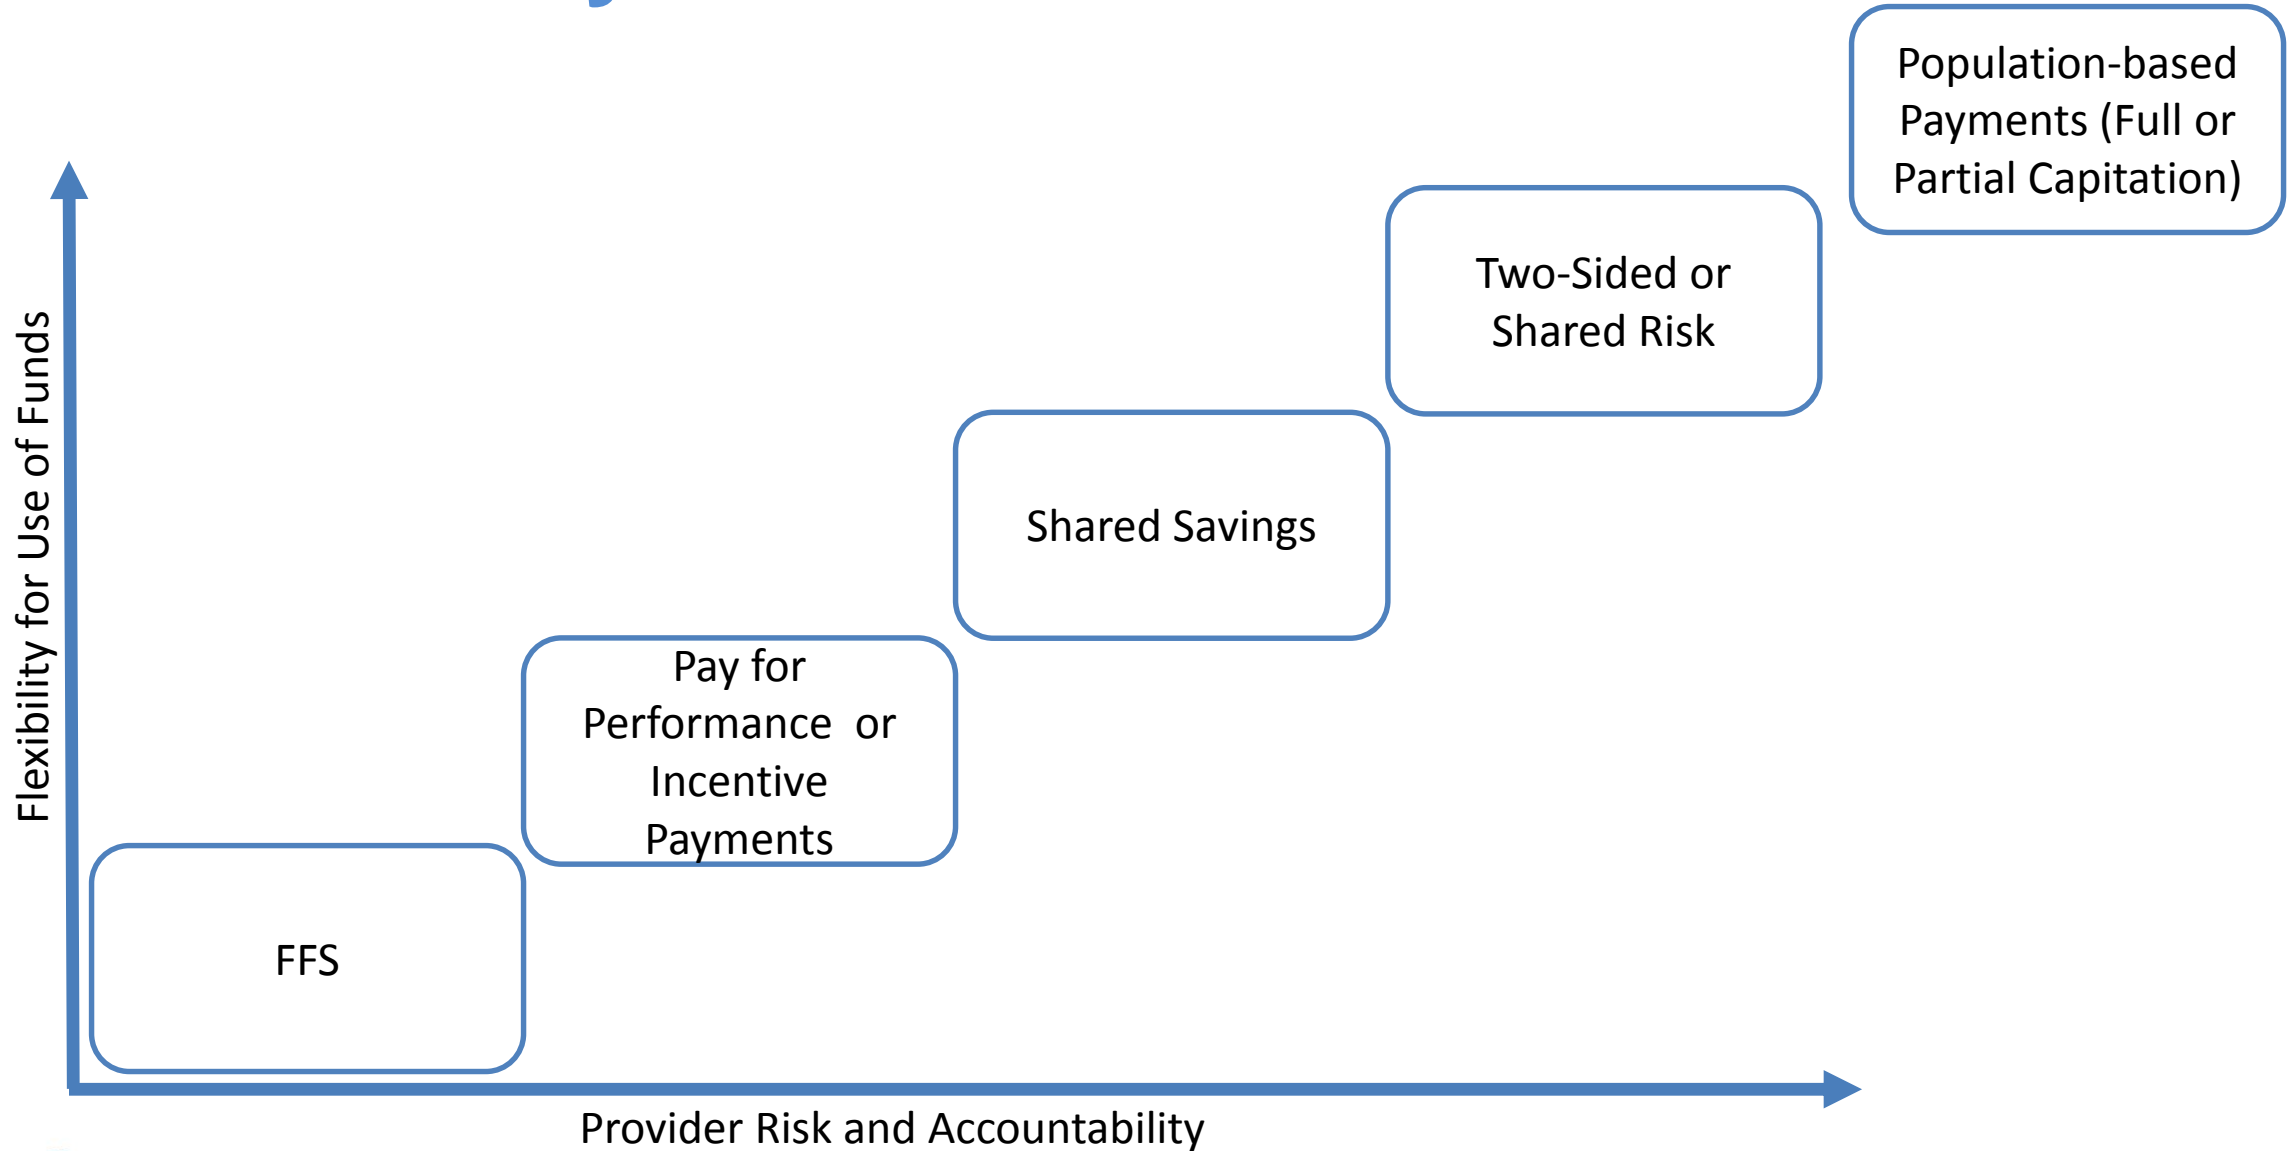 Population-based
Payments (Full or
Partial Capitation)
Two-Sided or
Shared Risk
Shared Savings
Pay for
Performance  or
Incentive
Payments
FFS
Flexibility for Use of Funds
Provider Risk and Accountability